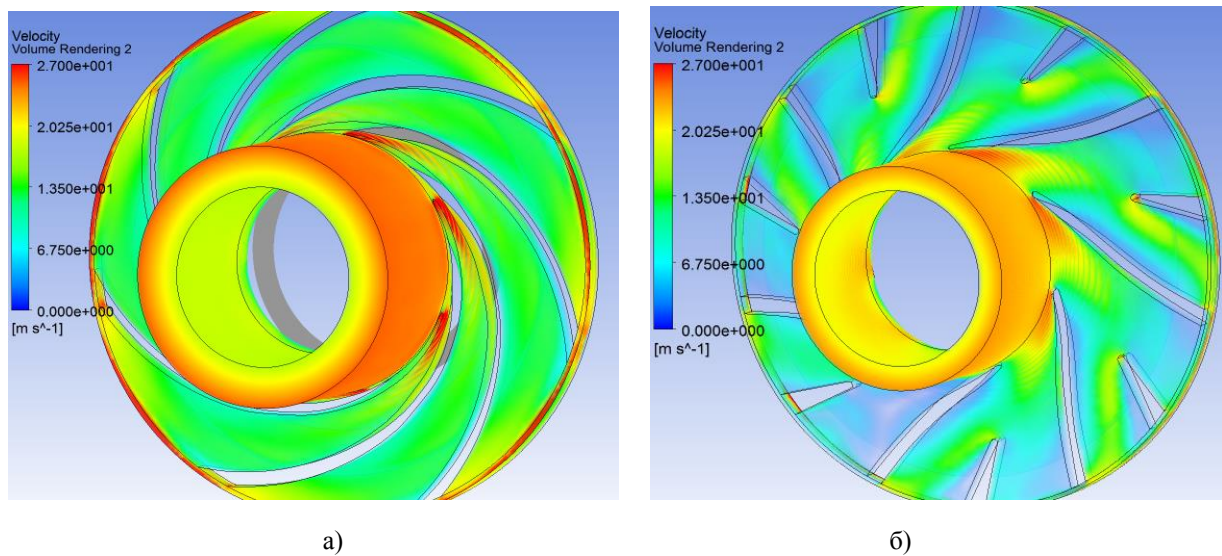 Velocity
Volume Rendering 2
2.700e+001
2.025e+001
1.350e+001
6.750e+000
0.000e+000
[m s^-1]
Velocity
Volume Rendering 2
2.700e+001
2.025e+001
1.350e+001
6.750e+000
0.000e+000
[m s^-1]
а)
б)